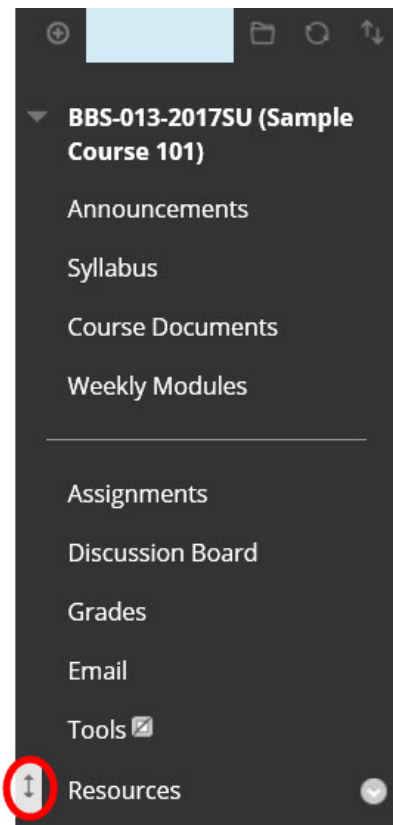 BBS-013-2017SU (Sample
Course 101)
Announcements
Syllabus
Course Documents
Weekly Modules
Assignments
Discussion Board
Grades
Email
Tools
Resources